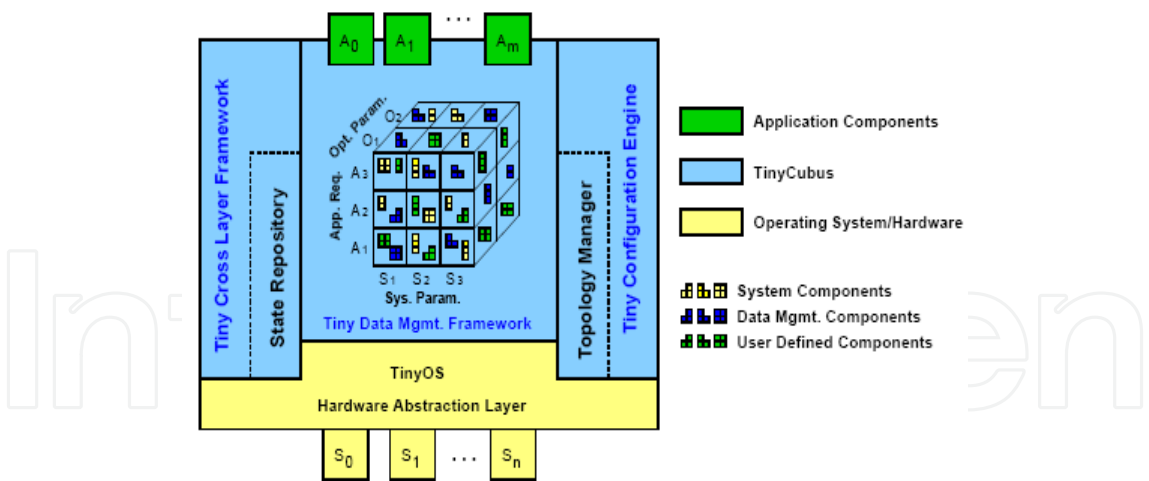 A0 A1 ... Am
Tiny Cross Layer Framework
State Repository
Opt. Param.
O2
O1
App. Req.
A3
A2
A1
S1 S2 S3
Sys. Param.
Tiny Data Mgmt. Framework
Topology Manager
Tiny Configuration Engine
TinyOS
Hardware Abstraction Layer
S0 S1 ... Sn
Application Components
TinyCubus
Operating System/Hardware
System Components
Data Mgmt. Components
User Defined Components